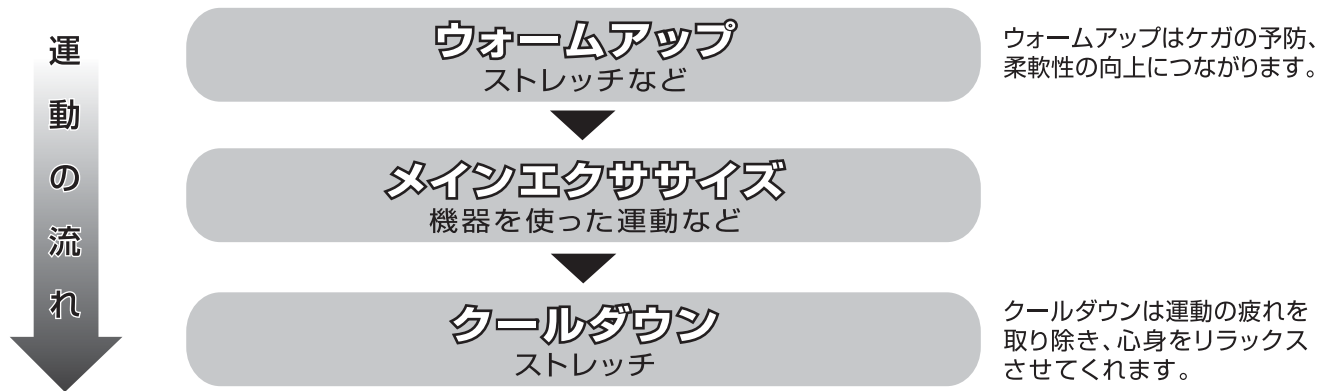 運動の流れ
ウォームアップ
ストレッチなど
ウォームアップはケガの予防、
柔軟性の向上につながります。
メインエクササイズ
機器を使った運動など
クールダウン
ストレッチ
クールダウンは運動の疲れを
取り除き、心身をリラックス
させてくれます。